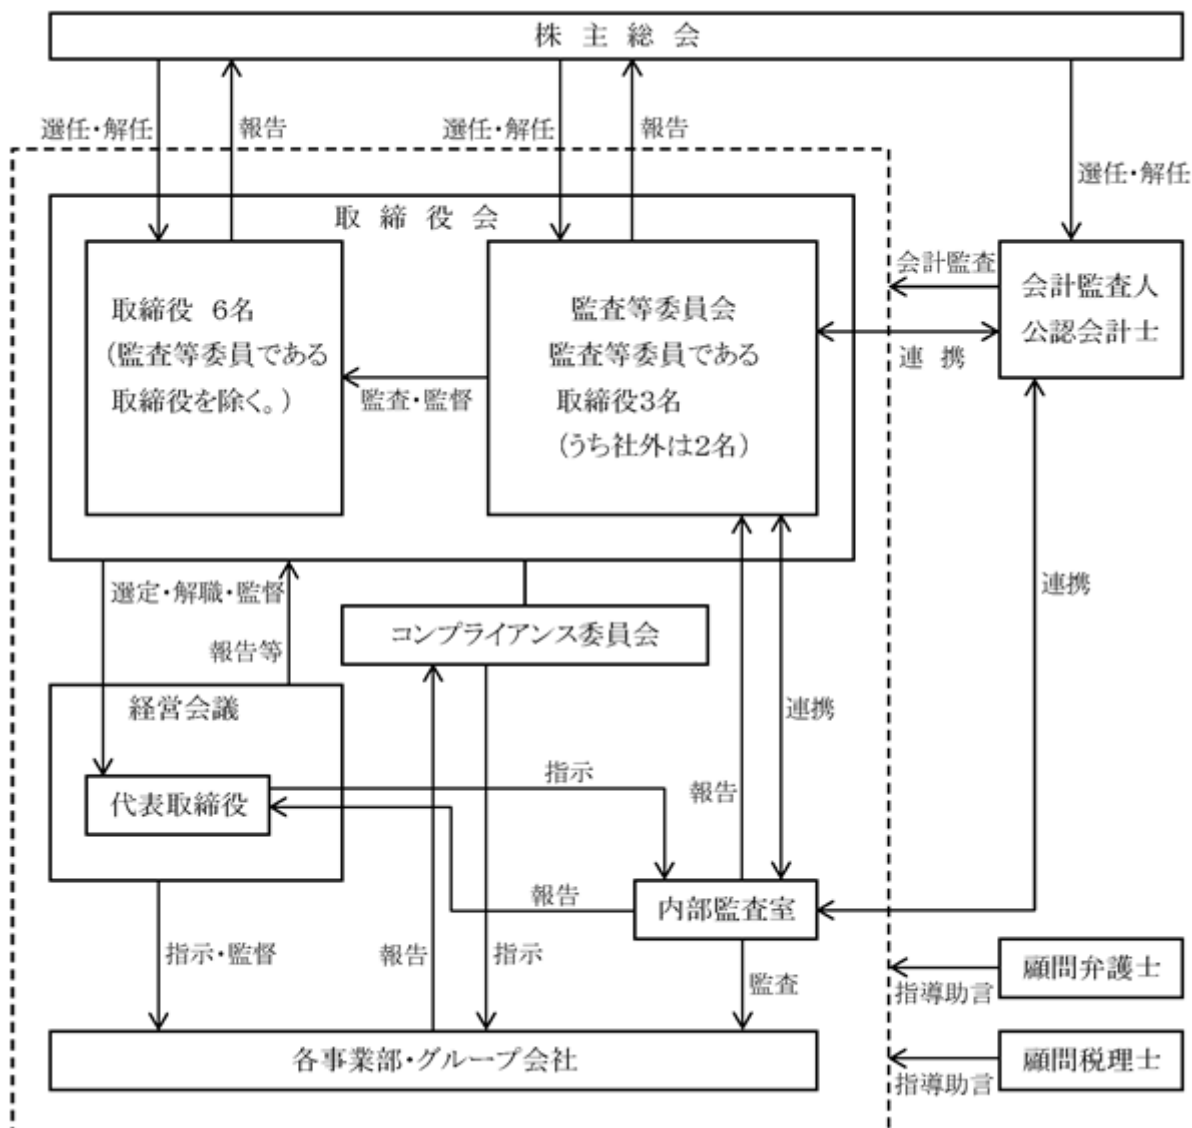 株主総会
選任・解任
報告
選任・解任
報告
選任・解任
取締役会
取締役 6名
(監査等委員である
取締役を除く。)
監査・監督
監査等委員会
監査等委員である
取締役3名
(うち社外は2名)
会計監査
連携
会計監査人
公認会計士
選定・解職・監督
報告等
コンプライアンス委員会
連携
経営会議
代表取締役
指示
報告
連携
報告
内部監査室
指示・監督
報告
指示
監査
顧問弁護士
指導助言
各事業部・グループ会社
顧問税理士
指導助言